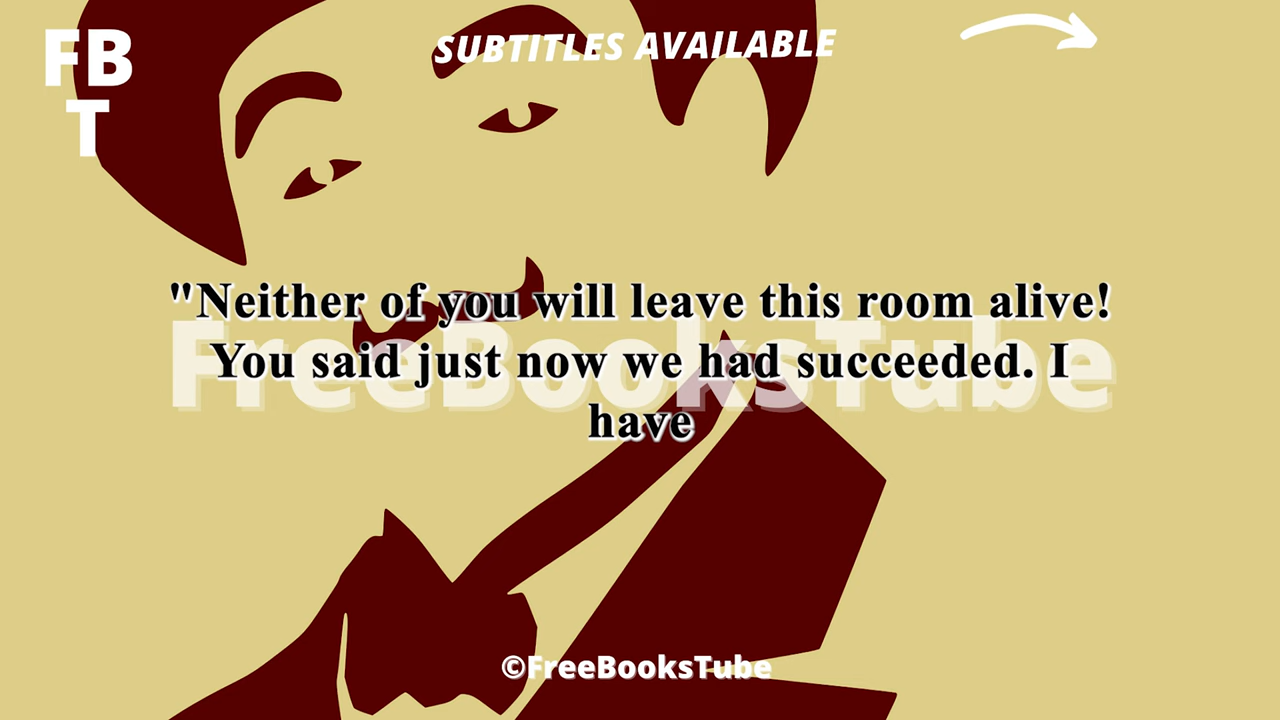 FB
T
SUBTITLES AVAILABLE
"Neither of you will leave this room alive!
You said just now we had succeeded. I
have
FreeBooksTube
©FreeBooksTube